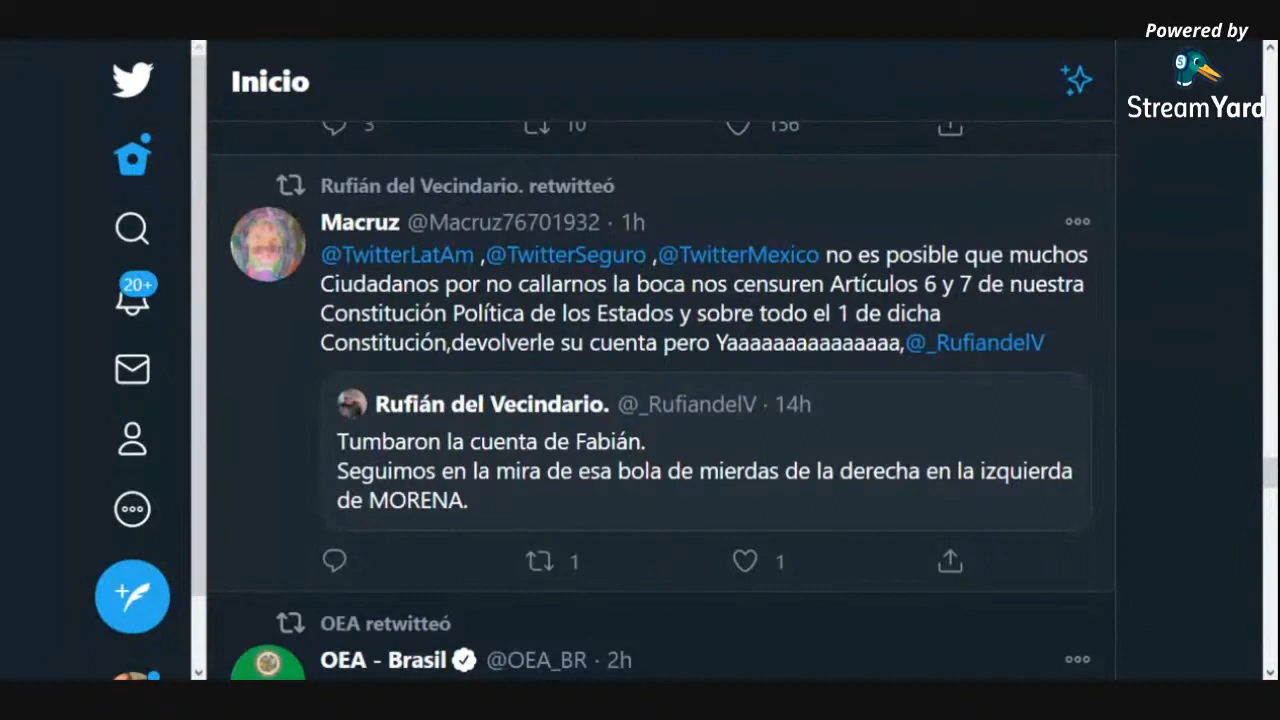 Powered by
StreamYard
Inicio
3 10 156
Rufián del Vecindario. retwitteó
Macruz @Macruz76701932 · 1h
@TwitterLatAm ,@TwitterSeguro ,@TwitterMexico no es posible que muchos
Ciudadanos por no callarnos la boca nos censuren Artículos 6 y 7 de nuestra
Constitución Política de los Estados y sobre todo el 1 de dicha
Constitución,devolverle su cuenta pero Yaaaaaaaaaaaaaaa,@_RufiandelV
20+
Rufián del Vecindario. @_RufiandelV · 14h
Tumbaron la cuenta de Fabián.
Seguimos en la mira de esa bola de mierdas de la derecha en la izquierda
de MORENA.
1 1
OEA retwitteó
OEA - Brasil @OEA_BR · 2h